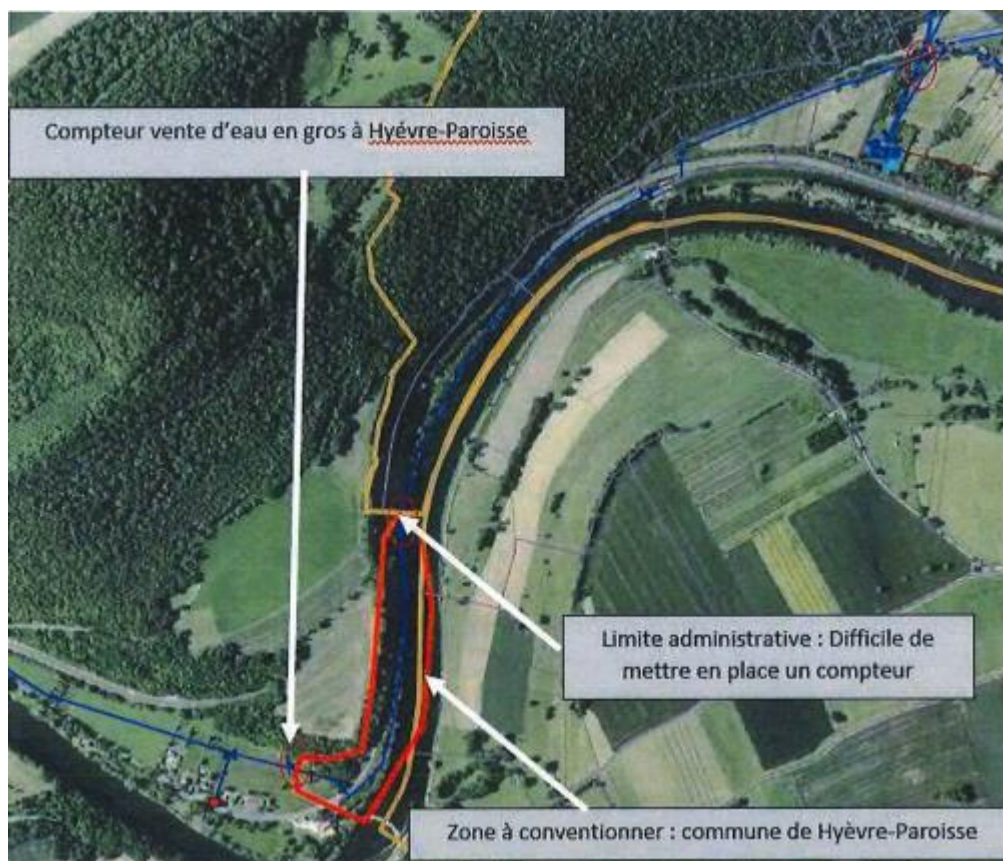 Compteur vente d'eau en gros à Hyévre-Paroisse
Limite administrative : Difficile de
mettre en place un compteur
Zone à conventionner : commune de Hyèvre-Paroisse